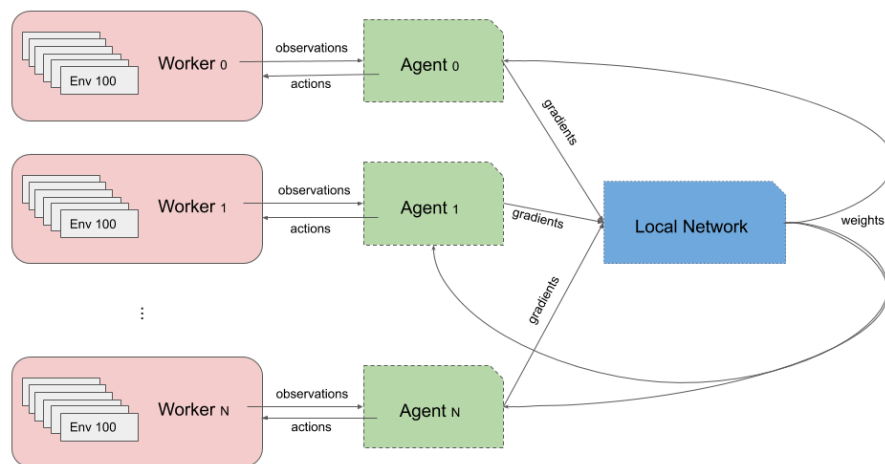 Env 100
Worker 0
observations
actions
Agent 0
gradients
Env 100
Worker 1
observations
actions
Agent 1
gradients
Local Network
weights
...
gradients
Env 100
Worker N
observations
actions
Agent N